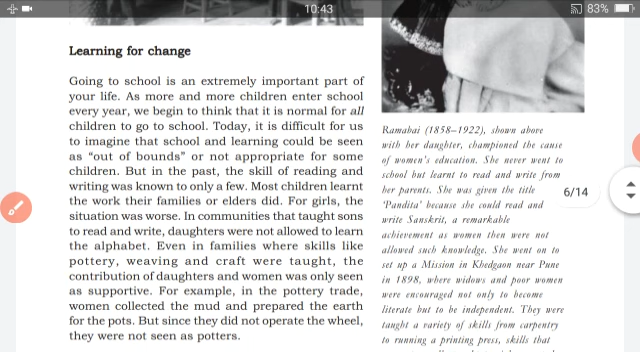 10:43
83%
Learning for change
Going to school is an extremely important part of
your life. As more and more children enter school
every year, we begin to think that it is normal for all
children to go to school. Today, it is difficult for us
to imagine that school and learning could be seen
as “out of bounds” or not appropriate for some
children. But in the past, the skill of reading and
writing was known to only a few. Most children learnt
the work their families or elders did. For girls, the
situation was worse. In communities that taught sons
to read and write, daughters were not allowed to learn
the alphabet. Even in families where skills like
pottery, weaving and craft were taught, the
contribution of daughters and women was only seen
as supportive. For example, in the pottery trade,
women collected the mud and prepared the earth
for the pots. But since they did not operate the wheel,
they were not seen as potters.
Ramabai (1858–1922), shown above
with her daughter, championed the cause
of women's education. She never went to
school but learnt to read and write from
her parents. She was given the title
‘Pandita’ because she could read and
write Sanskrit, a remarkable
achievement as women then were not
allowed such knowledge. She went on to
set up a Mission in Khedgaon near Pune
in 1898, where widows and poor women
were encouraged not only to become
literate but to be independent. They were
taught a variety of skills from carpentry
to running a printing press, skills that
6/14